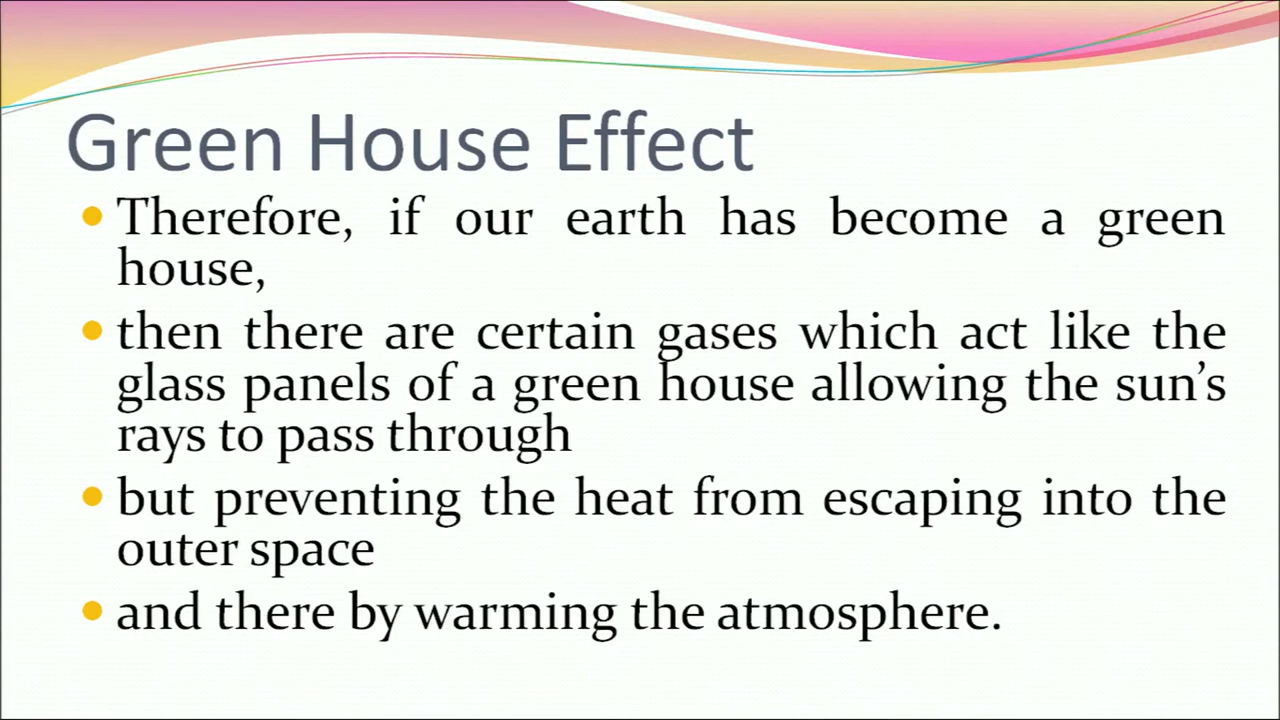 Green House Effect
Therefore, if our earth has become a green
house,
then there are certain gases which act like the
glass panels of a green house allowing the sun’s
rays to pass through
but preventing the heat from escaping into the
outer space
and there by warming the atmosphere.